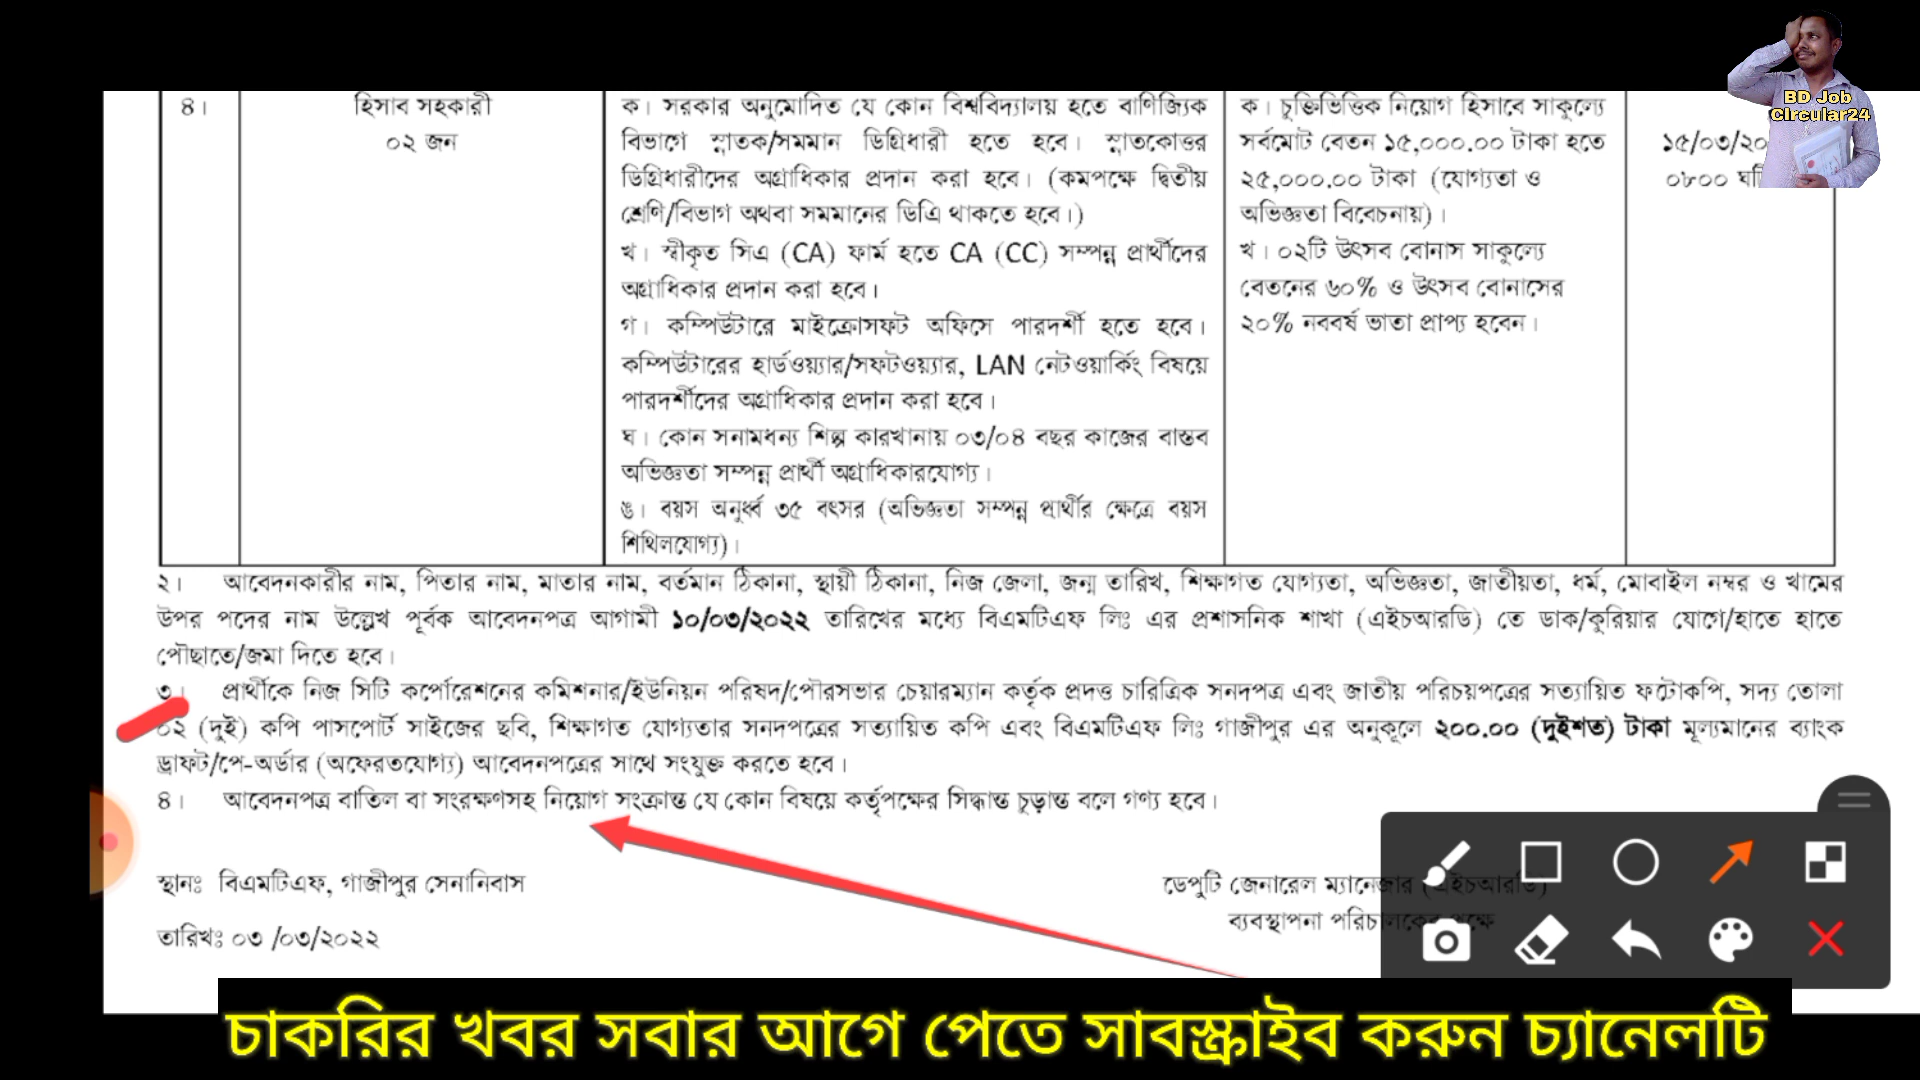 BD Job
Circular24
৪।
হিসাব সহকারী
০২ জন
ক। সরকার অনুমোদিত যে কোন বিশ্ববিদ্যালয় হতে বাণিজ্যিক
বিভাগে স্নাতক/সমমান ডিগ্রিধারী হতে হবে। স্নাতকোত্তর
ডিগ্রিধারীদের অগ্রাধিকার প্রদান করা হবে। (কমপক্ষে দ্বিতীয়
শ্রেণি/বিভাগ অথবা সমমানের ডিগ্রি থাকতে হবে।)
খ। স্বীকৃত সিএ (CA) ফার্ম হতে CA (CC) সম্পন্ন প্রার্থীদের
অগ্রাধিকার প্রদান করা হবে।
গ। কম্পিউটারে মাইক্রোসফট অফিসে পারদর্শী হতে হবে।
কম্পিউটারের হার্ডওয়্যার/সফটওয়্যার, LAN নেটওয়ার্কিং বিষয়ে
পারদর্শীদের অগ্রাধিকার প্রদান করা হবে।
ঘ। কোন সনামধন্য শিল্প কারখানায় ০৩/০৪ বছর কাজের বাস্তব
অভিজ্ঞতা সম্পন্ন প্রার্থী অগ্রাধিকারযোগ্য।
ঙ। বয়স অনুর্ধ্ব ৩৫ বৎসর (অভিজ্ঞতা সম্পন্ন প্রার্থীর ক্ষেত্রে বয়স
শিথিলযোগ্য)।
ক। চুক্তিভিত্তিক নিয়োগ হিসাবে সাকুল্যে
সর্বমোট বেতন ১৫,০০০.০০ টাকা হতে
২৫,০০০.০০ টাকা (যোগ্যতা ও
অভিজ্ঞতা বিবেচনায়)।
খ। ০২টি উৎসব বোনাস সাকুল্যে
বেতনের ৬০% ও উৎসব বোনাসের
২০% নববর্ষ ভাতা প্রাপ্য হবেন।
১৫/০৩/২০
০৮০০
২। আবেদনকারীর নাম, পিতার নাম, মাতার নাম, বর্তমান ঠিকানা, স্থায়ী ঠিকানা, নিজ জেলা, জন্ম তারিখ, শিক্ষাগত যোগ্যতা, অভিজ্ঞতা, জাতীয়তা, ধর্ম, মোবাইল নম্বর ও খামের
উপর পদের নাম উল্লেখ পূর্বক আবেদনপত্র আগামী ১০/০৩/২০২২ তারিখের মধ্যে বিএমটিএফ লিঃ এর প্রশাসনিক শাখা (এইচআরডি) তে ডাক/কুরিয়ার যোগে/হাতে হাতে
পৌছাতে/জমা দিতে হবে।
৩। প্রার্থীকে নিজ সিটি কর্পোরেশনের কমিশনার/ইউনিয়ন পরিষদ/পৌরসভার চেয়ারম্যান কর্তৃক প্রদত্ত চারিত্রিক সনদপত্র এবং জাতীয় পরিচয়পত্রের সত্যায়িত ফটোকপি, সদ্য তোলা
০২ (দুই) কপি পাসপোর্ট সাইজের ছবি, শিক্ষাগত যোগ্যতার সনদপত্রের সত্যায়িত কপি এবং বিএমটিএফ লিঃ গাজীপুর এর অনুকূলে ২০০.০০ (দুইশত) টাকা মূল্যমানের ব্যাংক
ড্রাফট/পে-অর্ডার (অফেরতযোগ্য) আবেদনপত্রের সাথে সংযুক্ত করতে হবে।
৪। আবেদনপত্র বাতিল বা সংরক্ষণসহ নিয়োগ সংক্রান্ত যে কোন বিষয়ে কর্তৃপক্ষের সিদ্ধান্ত চূড়ান্ত বলে গণ্য হবে।
স্থানঃ বিএমটিএফ, গাজীপুর সেনানিবাস
তারিখঃ ০৩ /০৩/২০২২
ডেপুটি জেনারেল ম্যানেজার (এইচআরডি)
ব্যবস্থাপনা পরিচালকের পক্ষে
চাকরির খবর সবার আগে পেতে সাবস্ক্রাইব করুন চ্যানেলটি